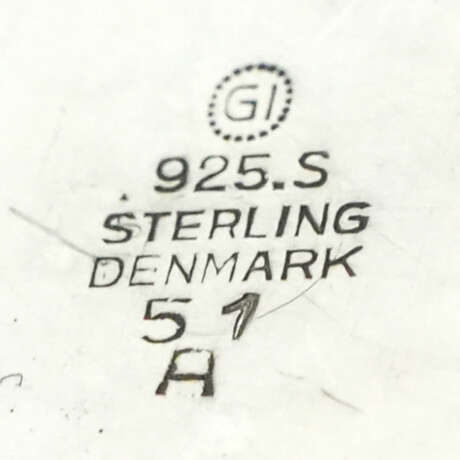 GI
925.S
STERLING
DENMARK
51
A